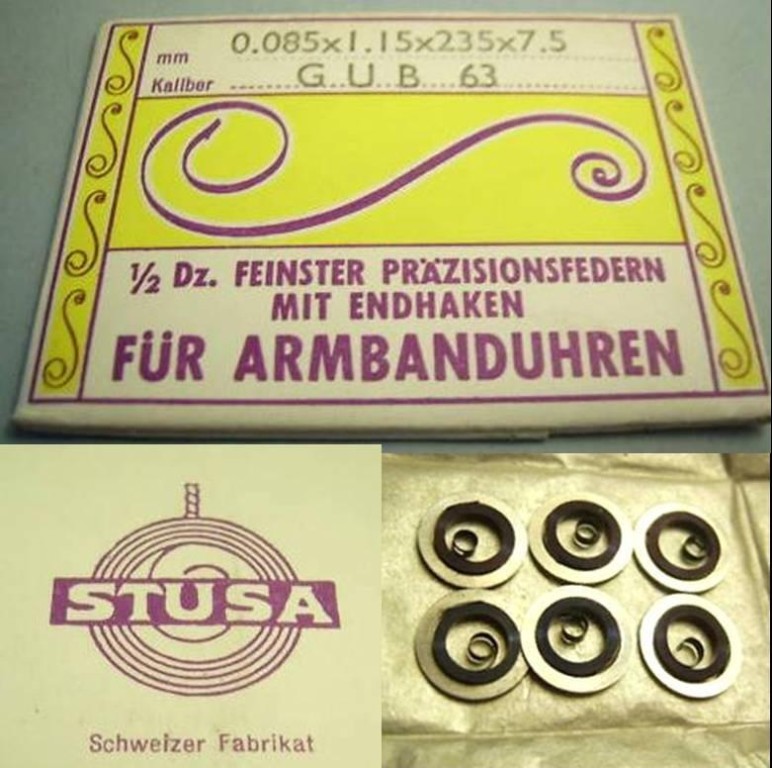 mm 0.085x1.15x235x7.5
Kaliber G.U.B 63
½ Dz. FEINSTER PRÄZISIONSFEDERN
MIT ENDHAKEN
FÜR ARMBANDUHREN
STUSA
Schweizer Fabrikat